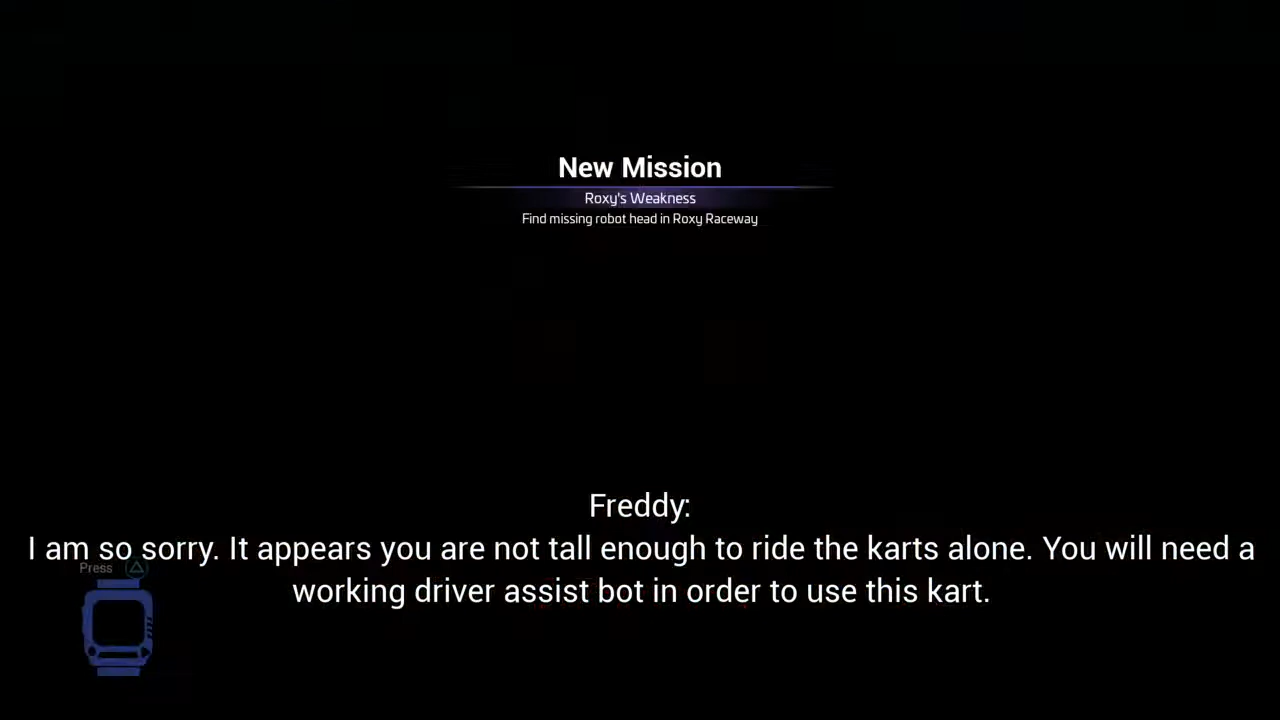 New Mission
Roxy's Weakness
Find missing robot head in Roxy Raceway
Freddy:
I am so sorry. It appears you are not tall enough to ride the karts alone. You will need a
working driver assist bot in order to use this kart.
Press